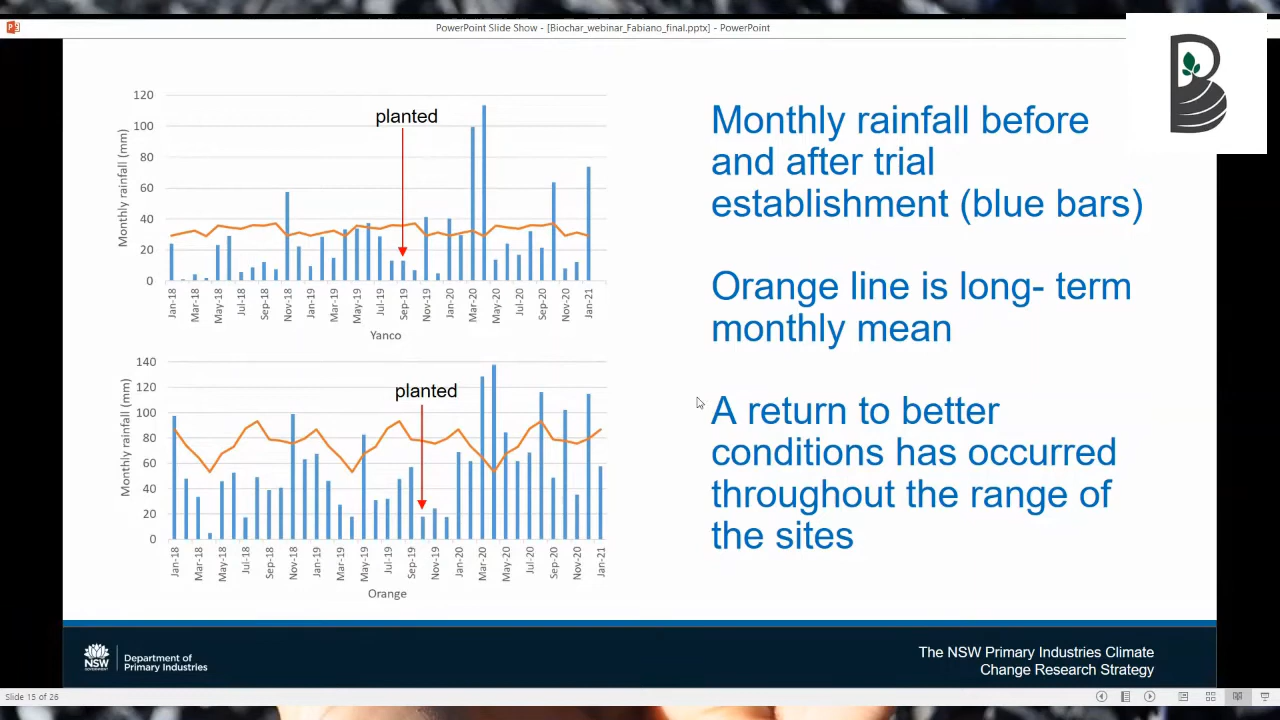 PowerPoint Slide Show - [Biochar_webinar_Fabiano_final.pptx] - PowerPoint
B
planted
Monthly rainfall (mm)
120
100
80
60
40
20
0
Jan-18
Mar-18
May-18
Jul-18
Sep-18
Nov-18
Jan-19
Mar-19
May-19
Jul-19
Sep-19
Nov-19
Jan-20
Mar-20
May-20
Jul-20
Sep-20
Nov-20
Jan-21
Yanco
planted
Monthly rainfall (mm)
140
120
100
80
60
40
20
0
Jan-18
Mar-18
May-18
Jul-18
Sep-18
Nov-18
Jan-19
Mar-19
May-19
Jul-19
Sep-19
Nov-19
Jan-20
Mar-20
May-20
Jul-20
Sep-20
Nov-20
Jan-21
Orange
Monthly rainfall before
and after trial
establishment (blue bars)
Orange line is long- term
monthly mean
A return to better
conditions has occurred
throughout the range of
the sites
NSW
GOVERNMENT
Department of
Primary Industries
The NSW Primary Industries Climate
Change Research Strategy
Slide 15 of 26